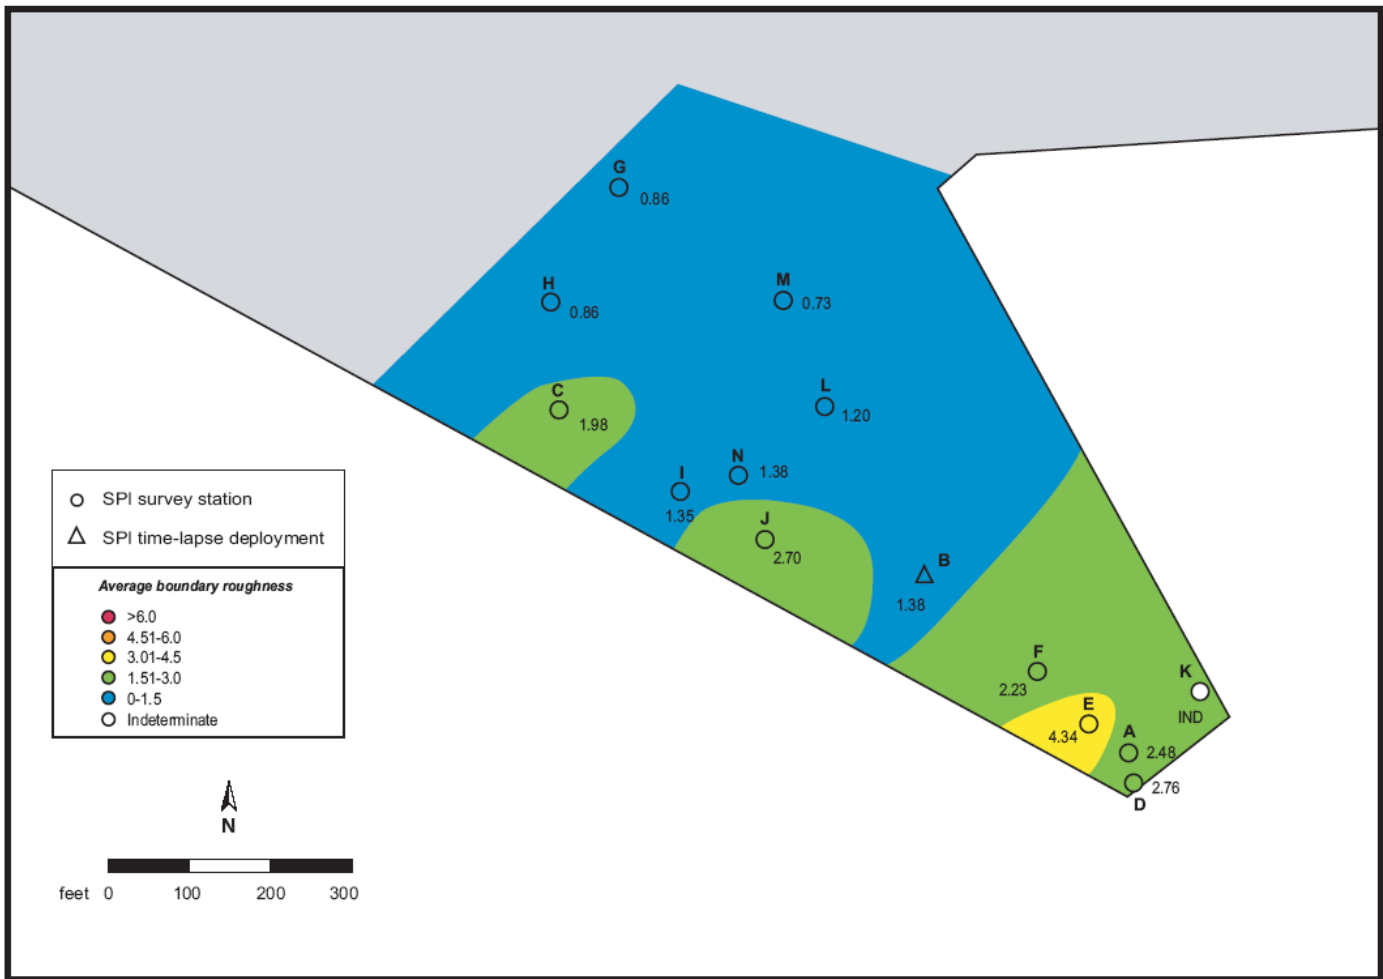 G
0.86
H
0.86
M
0.73
C
1.98
L
1.20
N
1.38
I
1.35
J
2.70
B
1.38
F
2.23
K
IND
E
4.34
A
2.48
2.76
D
SPI survey station
SPI time-lapse deployment
Average boundary roughness
>6.0
4.51-6.0
3.01-4.5
1.51-3.0
0-1.5
Indeterminate
N
feet 0 100 200 300